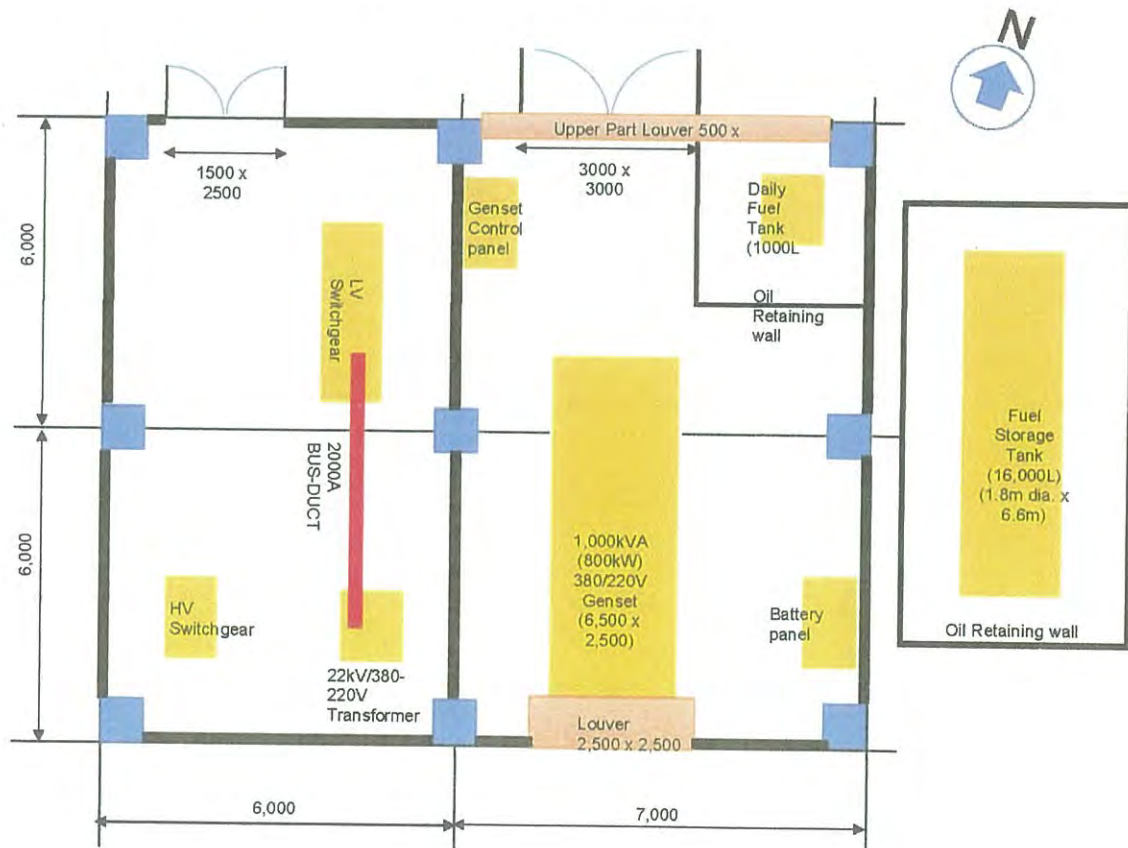 N
Upper Part Louver 500 x
1500 x
2500
3000 x
3000
Genset
Control
panel
Daily
Fuel
Tank
(1000L
6,000
LV
Switchgear
Oil
Retaining
wall
2000A
BUS-DUCT
Fuel
Storage
Tank
(16,000L)
(1.8m dia. x
6.6m)
6,000
1,000kVA
(800kW)
380/220V
Genset
(6,500 x
2,500)
HV
Switchgear
Battery
panel
Oil Retaining wall
22kV/380-
220V
Transformer
Louver
2,500 x 2,500
6,000
7,000